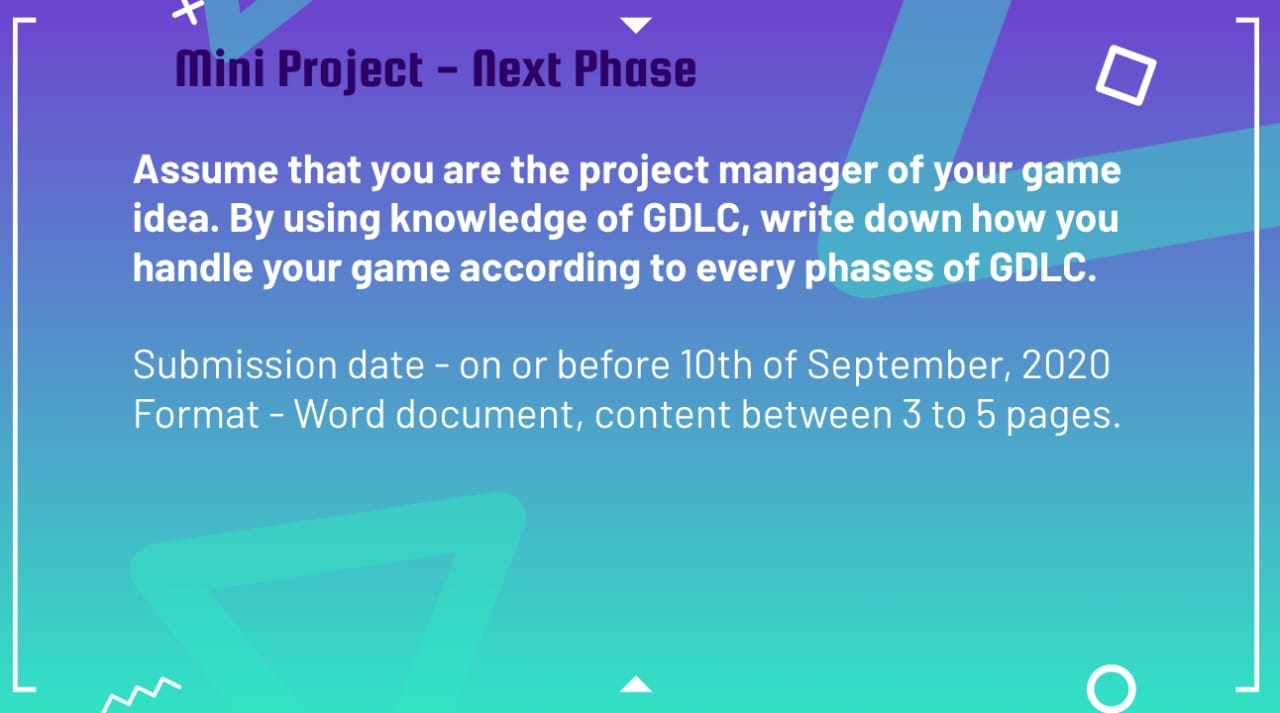 Mini Project - Next Phase
Assume that you are the project manager of your game
idea. By using knowledge of GDLC, write down how you
handle your game according to every phases of GDLC.
Submission date - on or before 10th of September, 2020
Format - Word document, content between 3 to 5 pages.